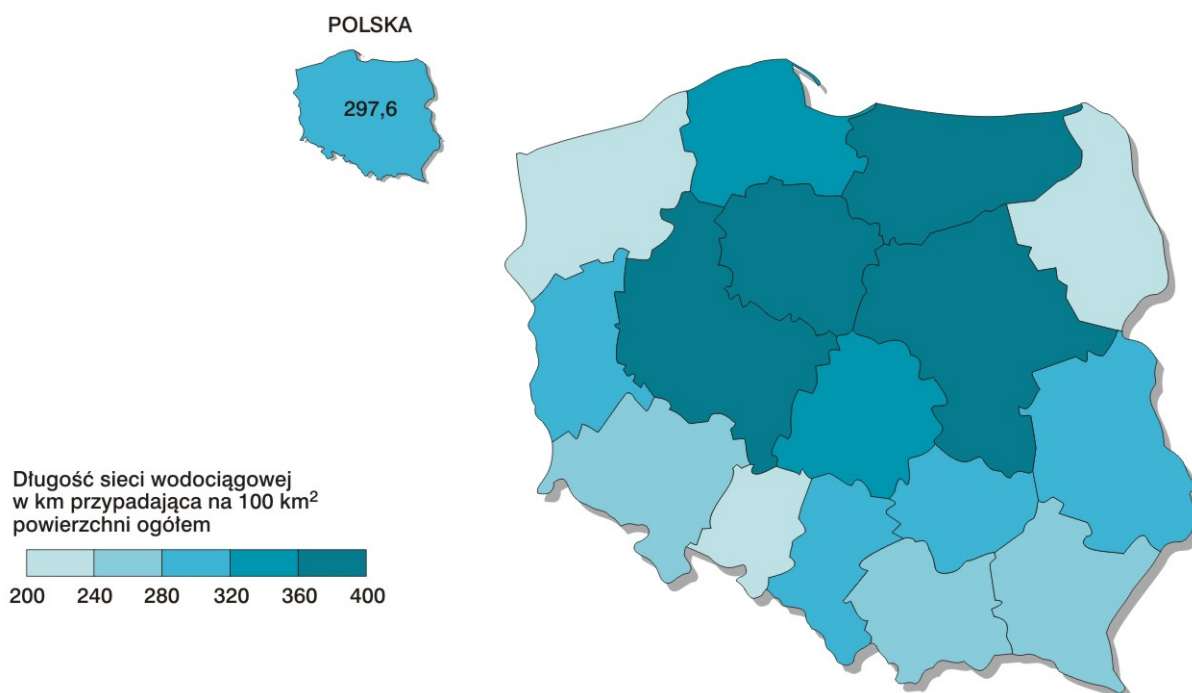 POLSKA
297,6
Długość sieci wodociągowej
w km przypadająca na 100 km²
powierzchni ogółem
200 240 280 320 360 400